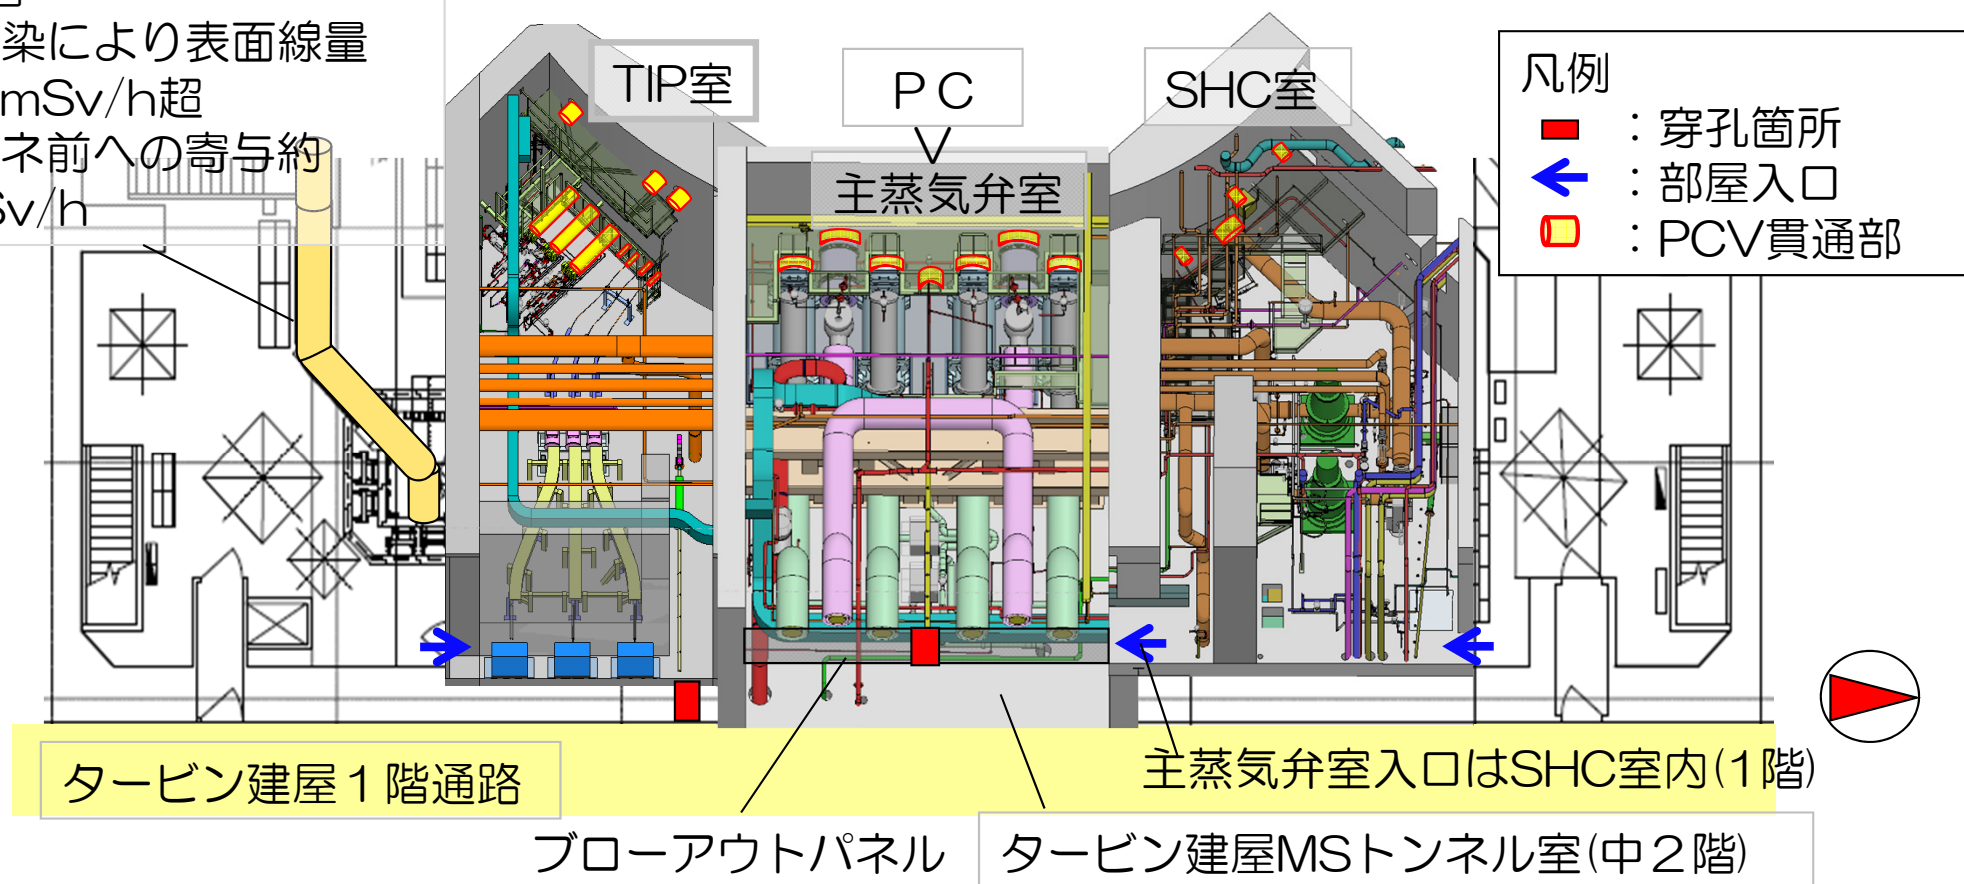 染により表面線量
mSv/h超
ネ前への寄与約
Sv/h
TIP室
ＰＣＶ
主蒸気弁室
SHC室
凡例
：穿孔箇所
：部屋入口
：PCV貫通部
タービン建屋１階通路
主蒸気弁室入口はSHC室内(1階)
ブローアウトパネル
タービン建屋MSトンネル室(中２階)